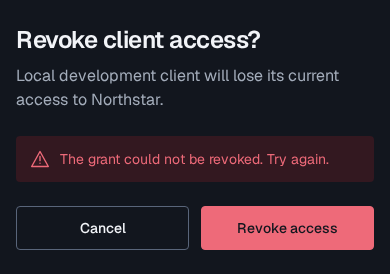 Revoke client access?
Local development client will lose its current
access to Northstar.
The grant could not be revoked. Try again.
Cancel
Revoke access